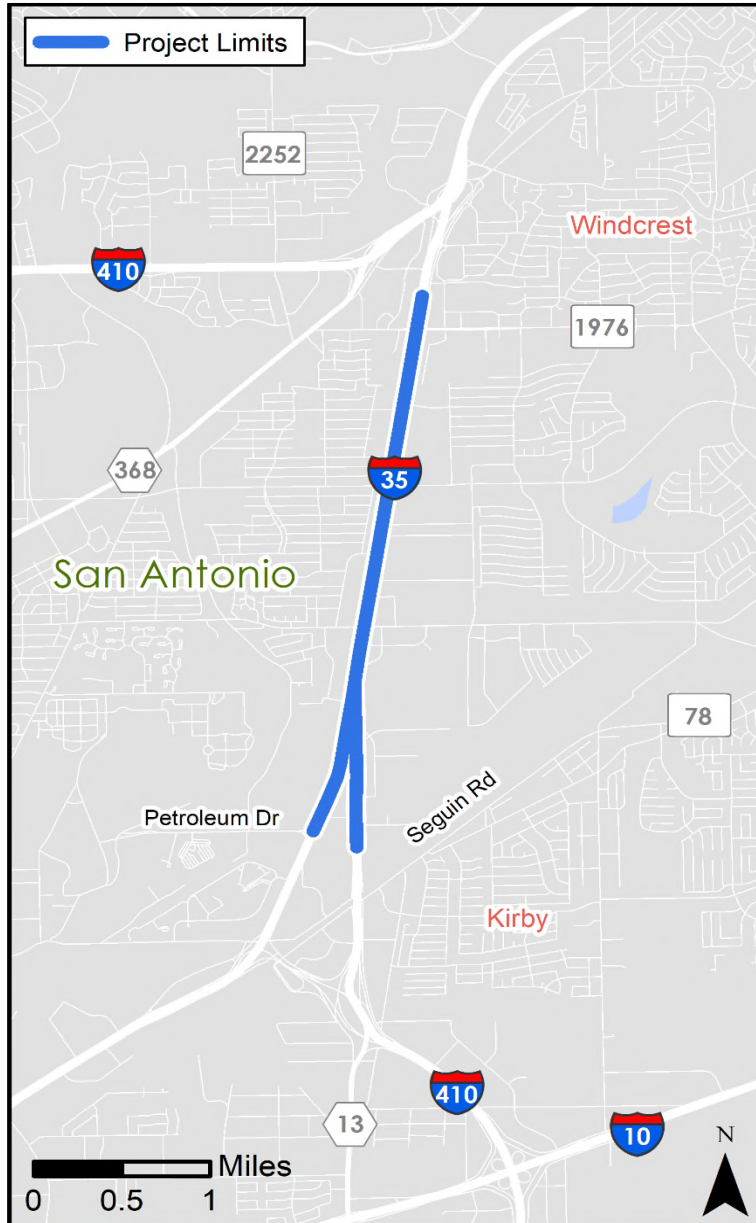 Project Limits
2252
Windcrest
410
1976
368
35
San Antonio
78
Petroleum Dr
Seguin Rd
Kirby
410
13
10
N
Miles
0 0.5 1